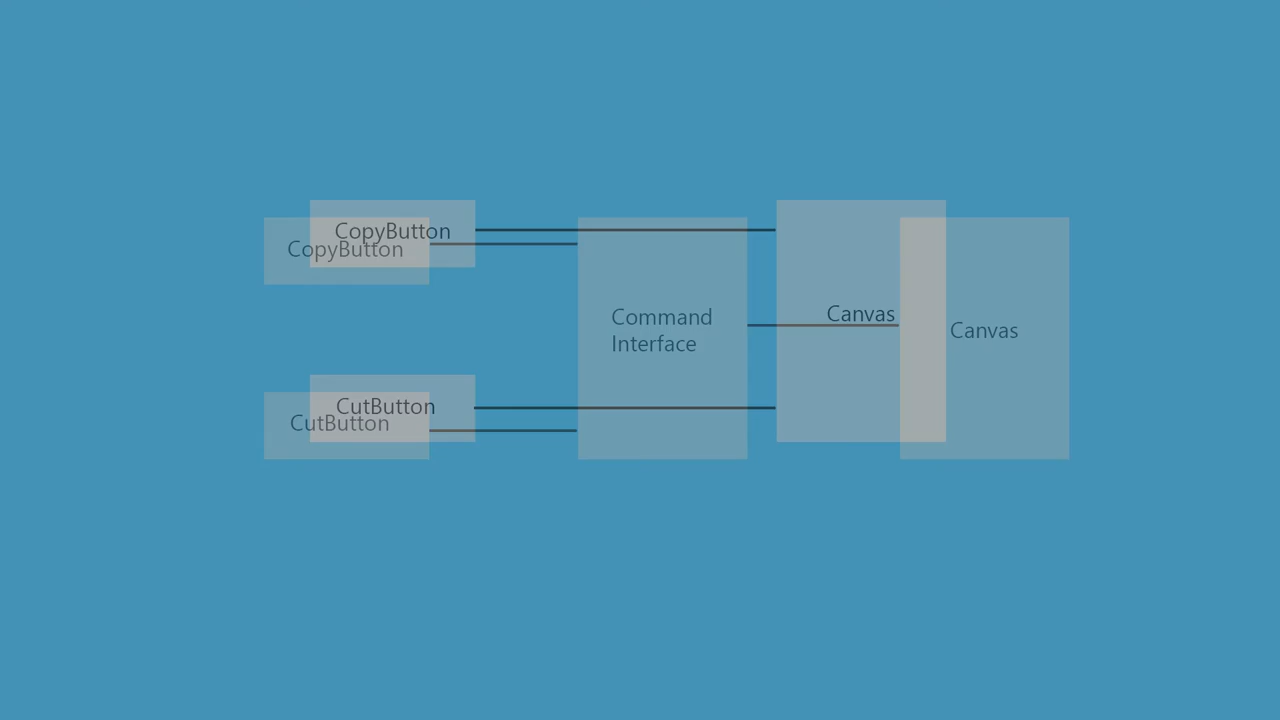 CopyButton
CopyButton
Command
Interface
Canvas
Canvas
CutButton
CutButton